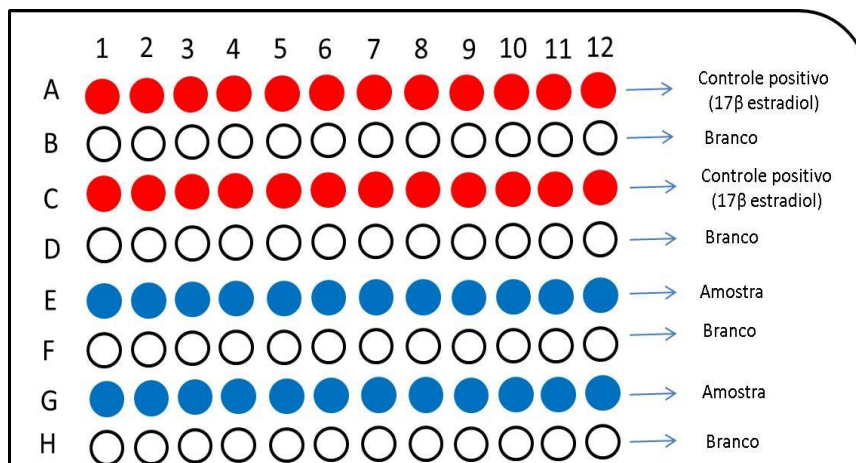 1 2 3 4 5 6 7 8 9 10 11 12
A Controle positivo
(17β estradiol)
B Branco
C Controle positivo
(17β estradiol)
D Branco
E Amostra
F Branco
G Amostra
H Branco